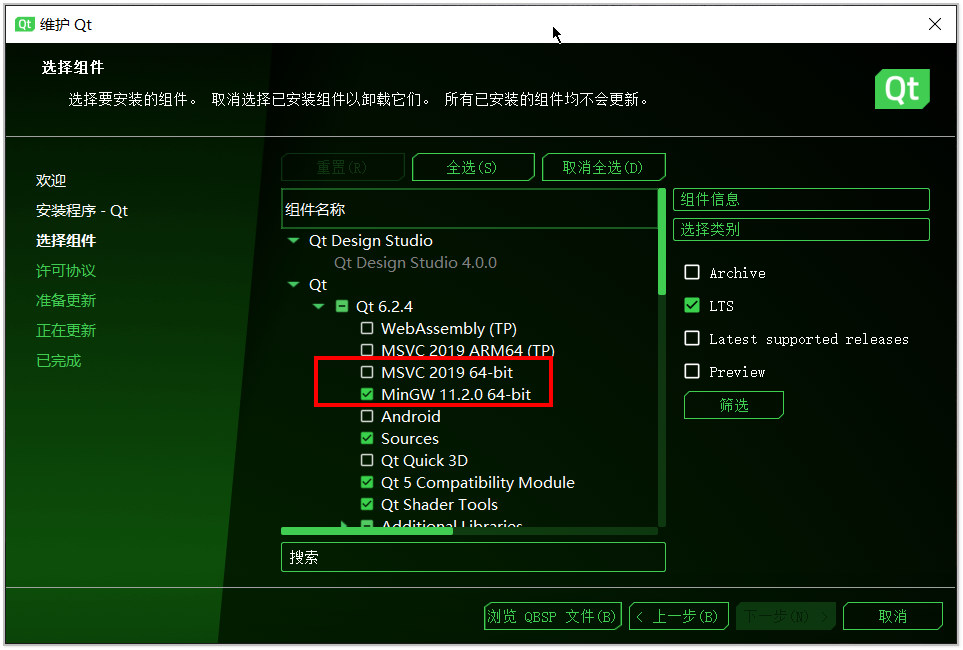 Qt 维护 Qt
选择组件
选择要安装的组件。 取消选择已安装组件以卸载它们。 所有已安装的组件均不会更新。
Qt
欢迎
安装程序 - Qt
选择组件
许可协议
准备更新
正在更新
已完成
重置(R) 全选(S) 取消全选(D)
组件名称
Qt Design Studio
Qt Design Studio 4.0.0
Qt
Qt 6.2.4
WebAssembly (TP)
MSVC 2019 ARM64 (TP)
MSVC 2019 64-bit
MinGW 11.2.0 64-bit
Android
Sources
Qt Quick 3D
Qt 5 Compatibility Module
Qt Shader Tools
Additional Libraries
搜索
组件信息
选择类别
Archive
LTS
Latest supported releases
Preview
筛选
浏览 QBSP 文件(B) < 上一步(B) 下一步(N) > 取消